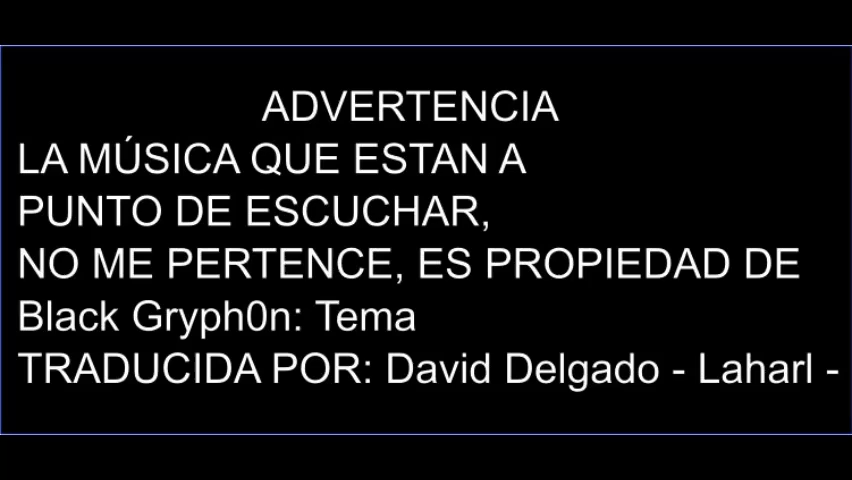 ADVERTENCIA
LA MÚSICA QUE ESTAN A
PUNTO DE ESCUCHAR,
NO ME PERTENCE, ES PROPIEDAD DE
Black Gryph0n: Tema
TRADUCIDA POR: David Delgado - Laharl -